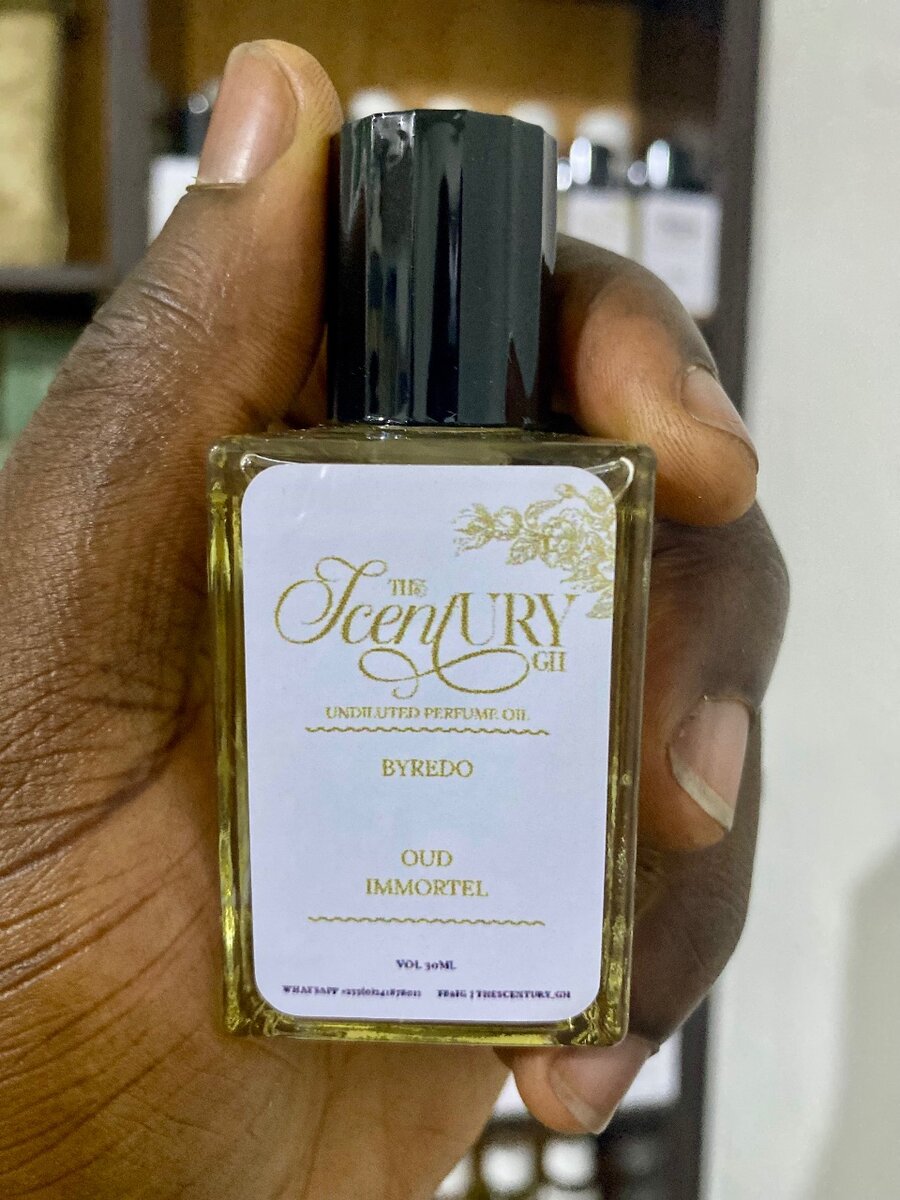 THE
ScentURY
GH
UNDILUTED PERFUME OIL
BYREDO
OUD
IMMORTEL
VOL 30ML
WHATSAPP FB&IG | THESCENTURY_GH